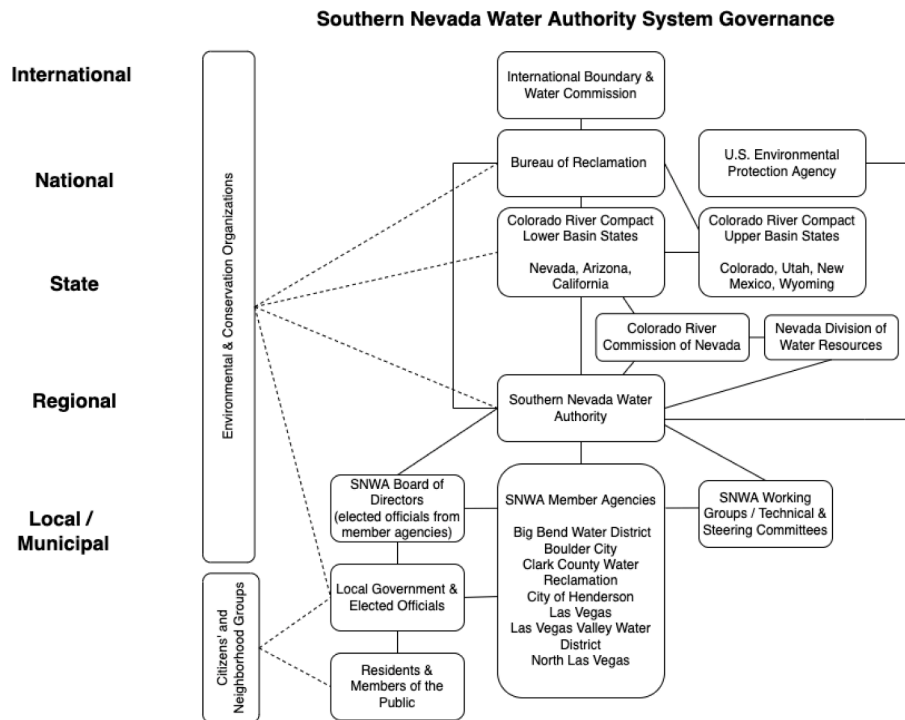 Southern Nevada Water Authority System Governance
International
International Boundary &
Water Commission
National
Bureau of Reclamation
U.S. Environmental
Protection Agency
Environmental & Conservation Organizations
State
Colorado River Compact
Lower Basin States
Nevada, Arizona,
California
Colorado River Compact
Upper Basin States
Colorado, Utah, New
Mexico, Wyoming
Colorado River
Commission of Nevada
Nevada Division of
Water Resources
Regional
Southern Nevada Water
Authority
Local /
Municipal
SNWA Board of
Directors
(elected officials from
member agencies)
SNWA Member Agencies
Big Bend Water District
Boulder City
Clark County Water
Reclamation
City of Henderson
Las Vegas
Las Vegas Valley Water
District
North Las Vegas
SNWA Working
Groups / Technical &
Steering Committees
Local Government &
Elected Officials
Citizens' and
Neighborhood Groups
Residents &
Members of the
Public